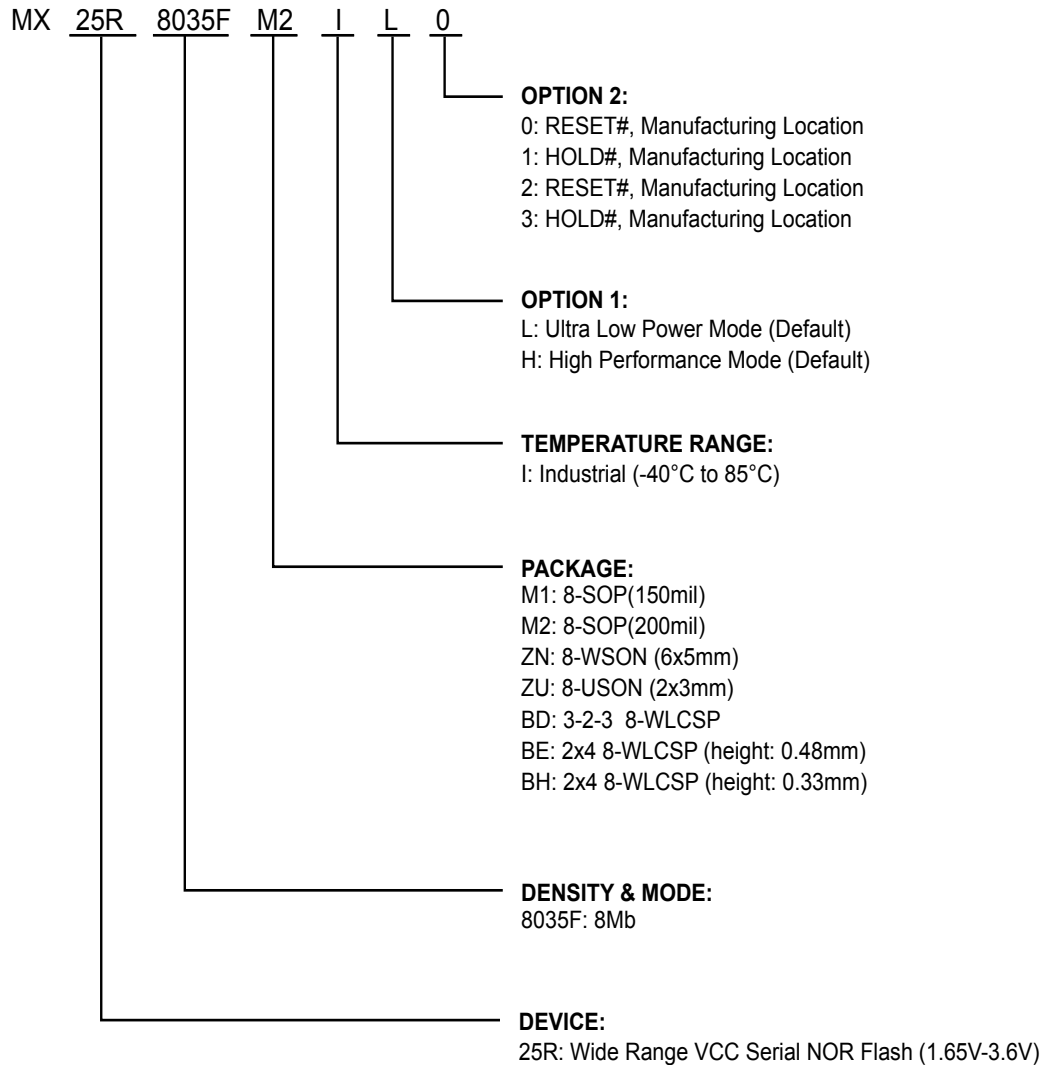 MX 25R 8035F M2 I L 0
OPTION 2:
0: RESET#, Manufacturing Location
1: HOLD#, Manufacturing Location
2: RESET#, Manufacturing Location
3: HOLD#, Manufacturing Location
OPTION 1:
L: Ultra Low Power Mode (Default)
H: High Performance Mode (Default)
TEMPERATURE RANGE:
I: Industrial (-40°C to 85°C)
PACKAGE:
M1: 8-SOP(150mil)
M2: 8-SOP(200mil)
ZN: 8-WSON (6x5mm)
ZU: 8-USON (2x3mm)
BD: 3-2-3 8-WLCSP
BE: 2x4 8-WLCSP (height: 0.48mm)
BH: 2x4 8-WLCSP (height: 0.33mm)
DENSITY & MODE:
8035F: 8Mb
DEVICE:
25R: Wide Range VCC Serial NOR Flash (1.65V-3.6V)